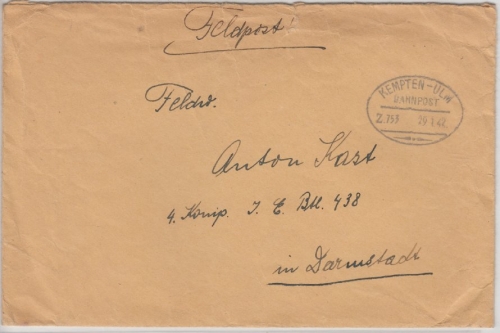 Feldpost!
KEMPTEN-ULM
BAHNPOST
Z.153
Feldw.
Anton Kast
4. Komp. I. E. Btl. 438
in Darmstadt